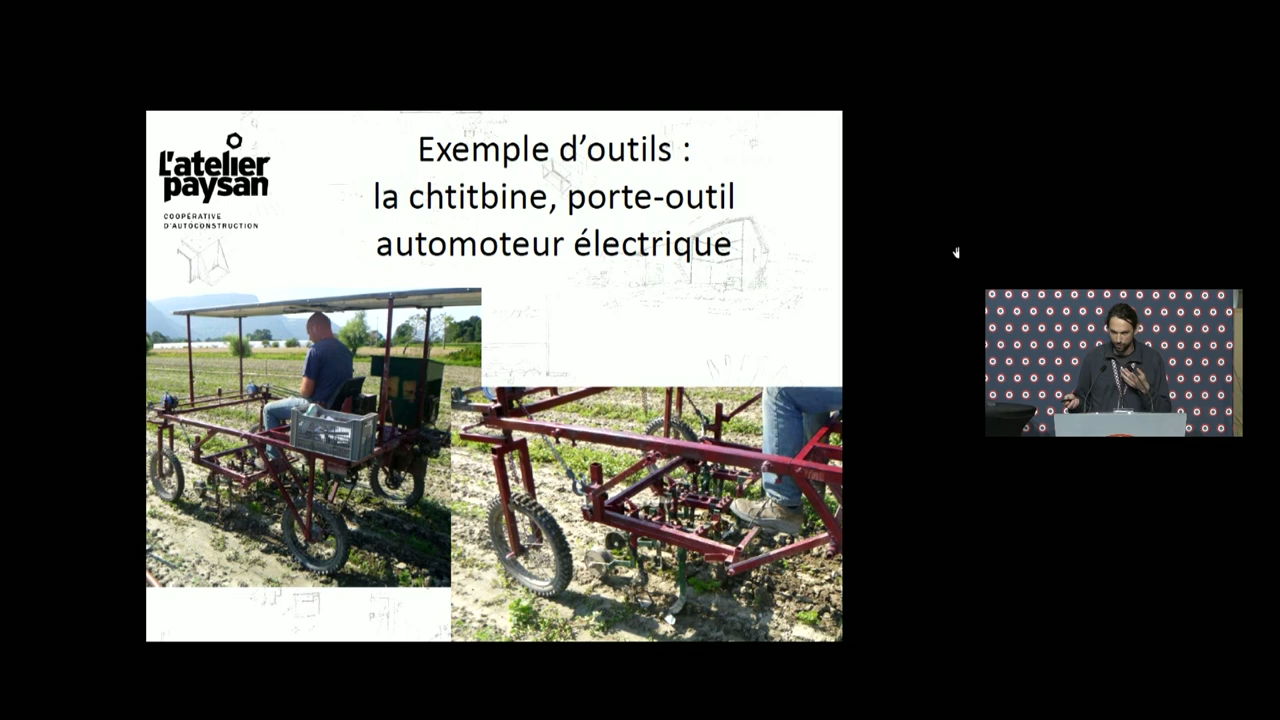 L'atelier
paysan
COOPÉRATIVE
D'AUTOCONSTRUCTION
Exemple d’outils :
la chtitbine, porte-outil
automoteur électrique